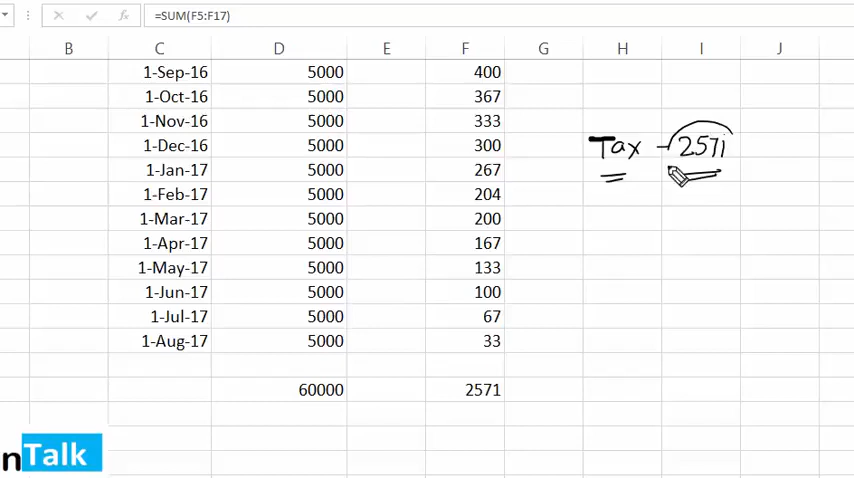 =SUM(F5:F17)
B C D E F G H I J
1-Sep-16 5000 400
1-Oct-16 5000 367
1-Nov-16 5000 333
1-Dec-16 5000 300
1-Jan-17 5000 267
1-Feb-17 5000 204
1-Mar-17 5000 200
1-Apr-17 5000 167
1-May-17 5000 133
1-Jun-17 5000 100
1-Jul-17 5000 67
1-Aug-17 5000 33
60000 2571
Tax - 2571
nTalk